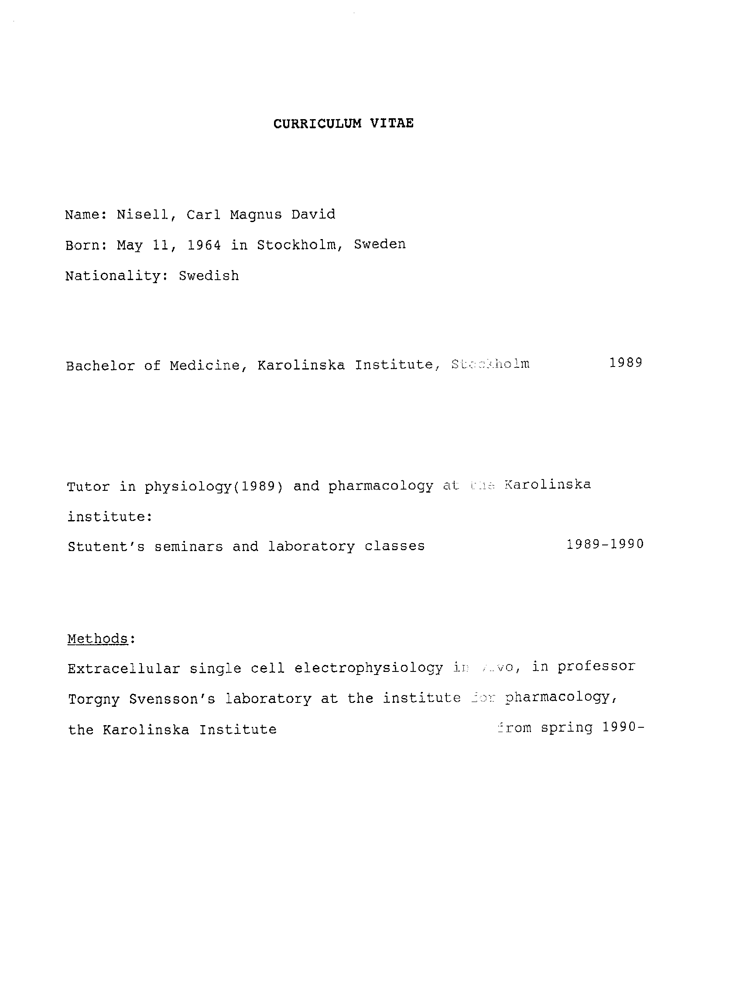 CURRICULUM VITAE
Name: Nisell, Carl Magnus David
Born: May 11, 1964 in Stockholm, Sweden
Nationality: Swedish
Bachelor of Medicine, Karolinska Institute, Stockholm 1989
Tutor in physiology(1989) and pharmacology at the Karolinska
institute:
Stutent's seminars and laboratory classes 1989-1990
Methods:
Extracellular single cell electrophysiology in vivo, in professor
Torgny Svensson's laboratory at the institute for pharmacology,
the Karolinska Institute from spring 1990-